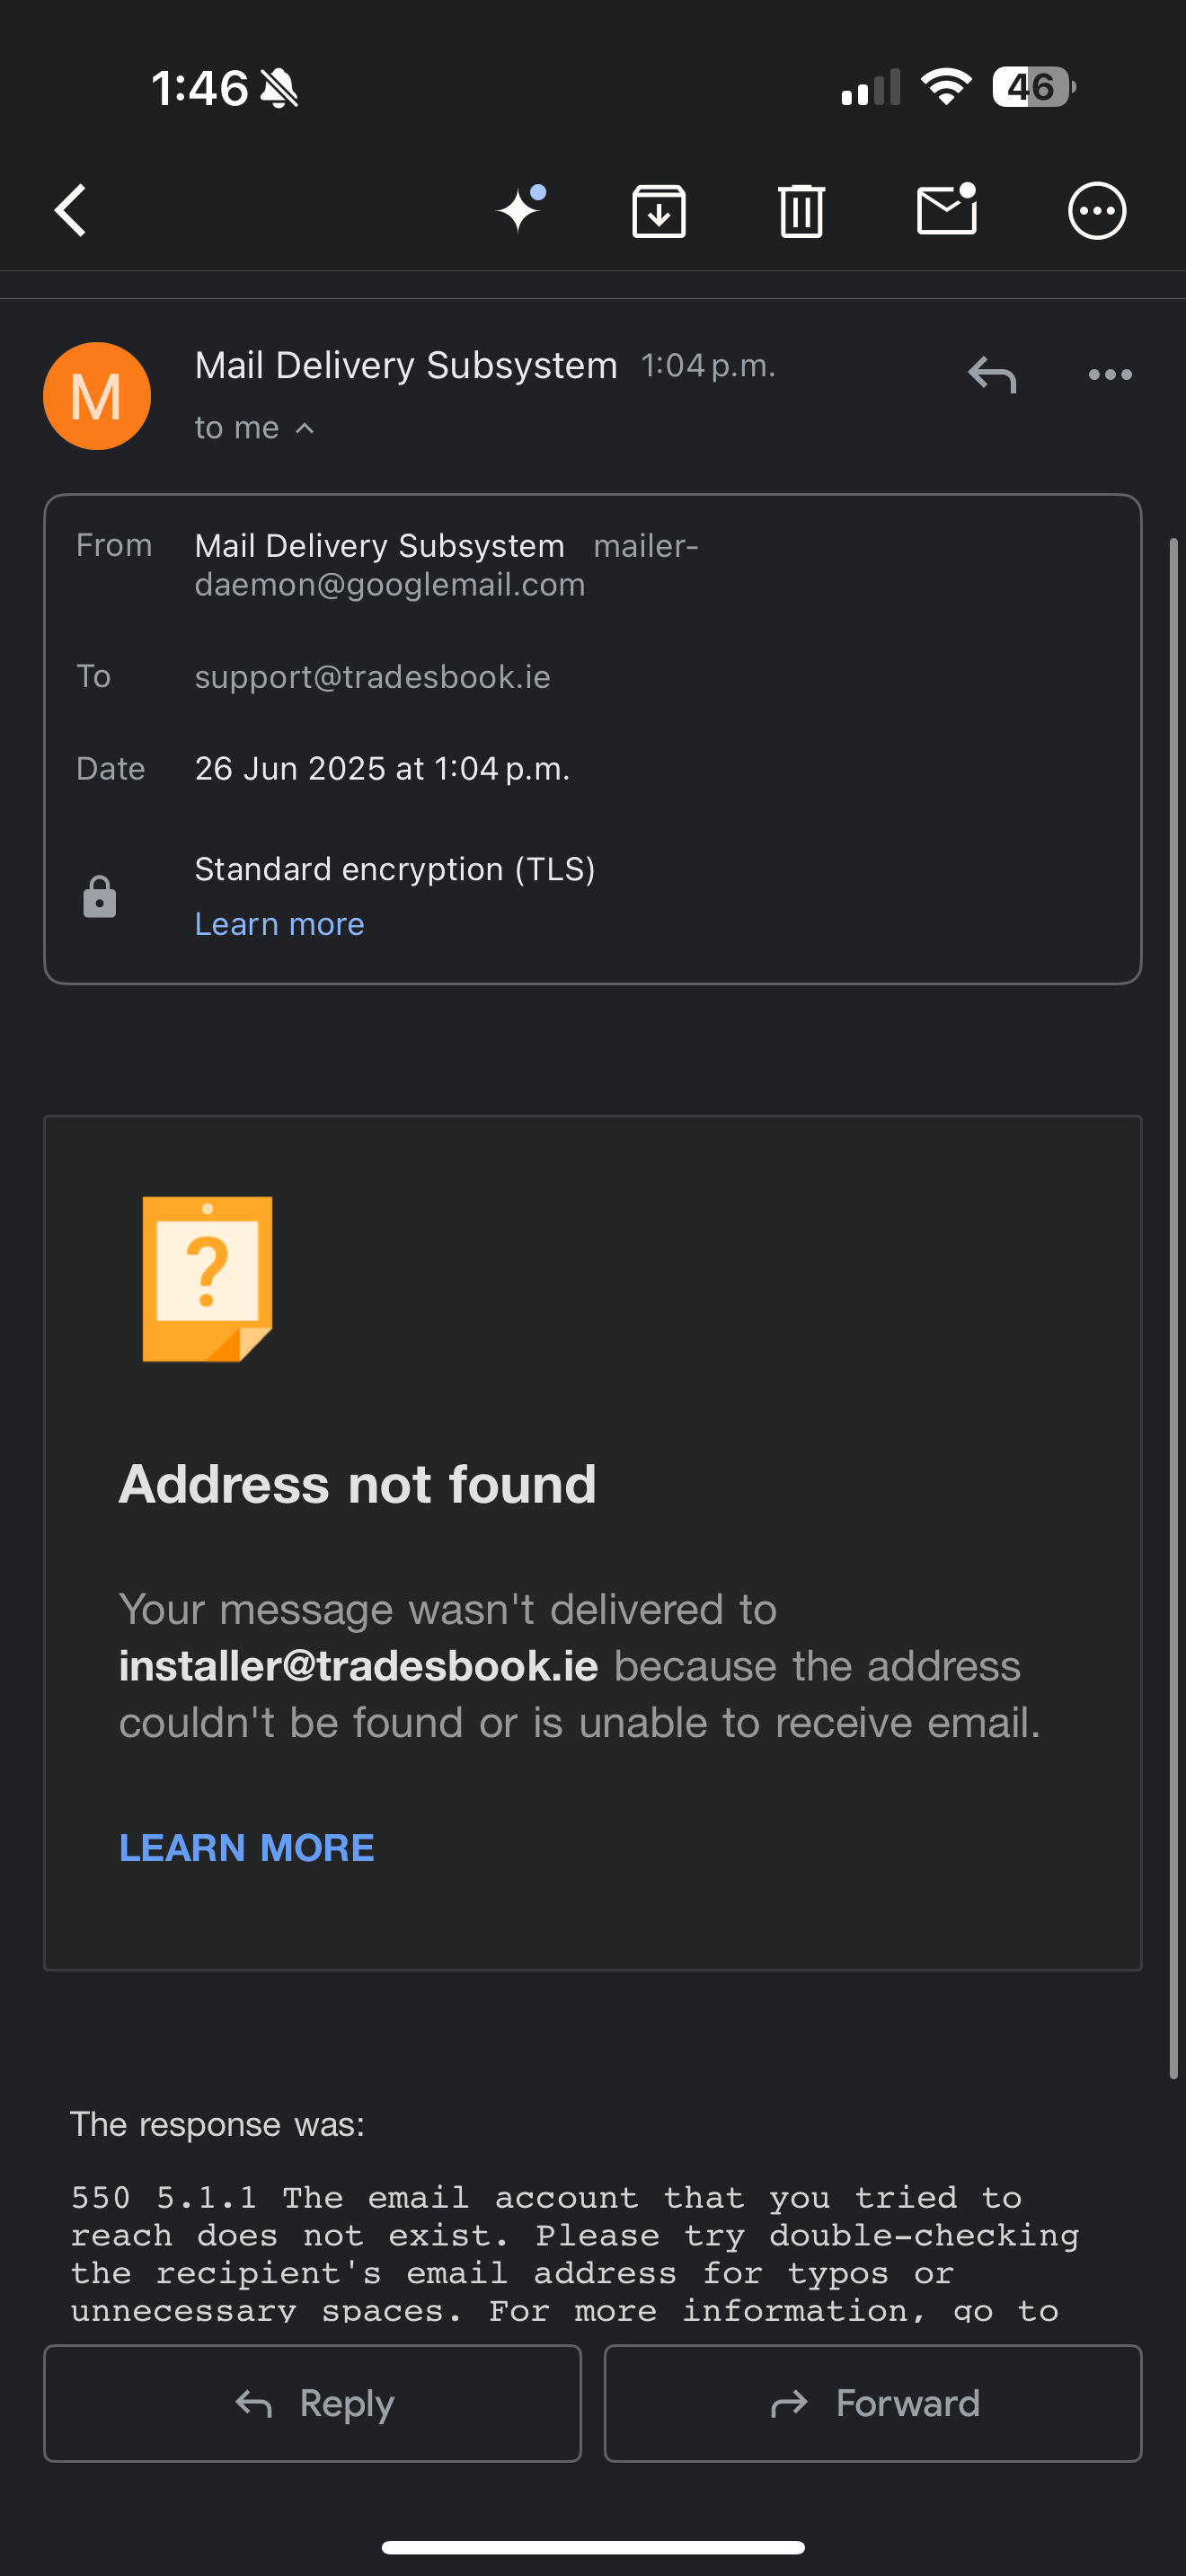 1:46
46
M
Mail Delivery Subsystem 1:04 p.m.
to me
From Mail Delivery Subsystem mailer-
daemon@googlemail.com
To support@tradesbook.ie
Date 26 Jun 2025 at 1:04 p.m.
Standard encryption (TLS)
Learn more
?
Address not found
Your message wasn't delivered to
installer@tradesbook.ie because the address
couldn't be found or is unable to receive email.
LEARN MORE
The response was:
550 5.1.1 The email account that you tried to
reach does not exist. Please try double-checking
the recipient's email address for typos or
unnecessary spaces. For more information, go to
Reply
Forward